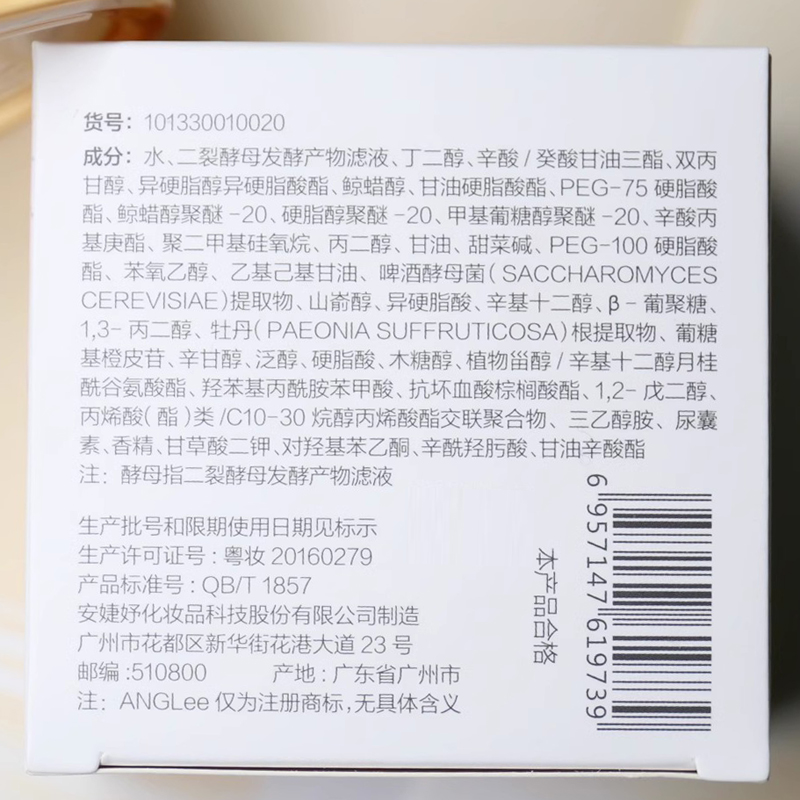 货号：101330010020
成分：水、二裂酵母发酵产物滤液、丁二醇、辛酸/癸酸甘油三酯、双丙
甘醇、异硬脂醇异硬脂酸酯、鲸蜡醇、甘油硬脂酸酯、PEG-75 硬脂酸
酯、鲸蜡醇聚醚-20、硬脂醇聚醚-20、甲基葡糖醇聚醚-20、辛酸丙
基庚酯、聚二甲基硅氧烷、丙二醇、甘油、甜菜碱、PEG-100 硬脂酸
酯、苯氧乙醇、乙基己基甘油、啤酒酵母菌(SACCHAROMYCES
CEREVISIAE)提取物、山嵛醇、异硬脂酸、辛基十二醇、β-葡聚糖、
1,3-丙二醇、牡丹(PAEONIA SUFFRUTICOSA)根提取物、葡糖
基橙皮苷、辛甘醇、泛醇、硬脂酸、木糖醇、植物甾醇/辛基十二醇月桂
酰谷氨酸酯、羟苯基丙酰胺苯甲酸、抗坏血酸棕榈酸酯、1,2-戊二醇、
丙烯酸(酯)类/C10-30 烷醇丙烯酸酯交联聚合物、三乙醇胺、尿囊
素、香精、甘草酸二钾、对羟基苯乙酮、辛酰羟肟酸、甘油辛酸酯
注：酵母指二裂酵母发酵产物滤液
生产批号和限期使用日期见标示
生产许可证号：粤妆 20160279
产品标准号：QB/T 1857
安婕妤化妆品科技股份有限公司制造
广州市花都区新华街花港大道 23 号
邮编:510800 产地:广东省广州市
注：ANGLee 仅为注册商标，无具体含义
本产品合格
6957147619739